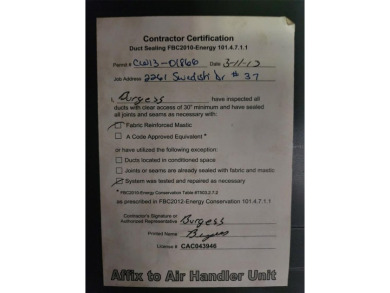 Contractor Certification
Duct Sealing FBC2010-Energy 101.4.7.1.1
Permit # CW13-01866 Date 3-11-13
Job Address 2261 Swedish Dr # 37
I, Burgess have inspected all
ducts with clear access of 30" minimum and have sealed
all joints and seams as necessary with:
Fabric Reinforced Mastic
A Code Approved Equivalent *
or have utilized the following exception:
Ducts located in conditioned space
Joints or seams are already sealed with fabric and mastic
System was tested and repaired as necessary
* FBC2010-Energy Conservation Table #T503.2.7.2
as prescribed in FBC2012-Energy Conservation 101.4.7.1.1
Contractor's Signature or
Authorized Representative Burgess
Printed Name Burgess
License # CAC043946
Affix to Air Handler Unit